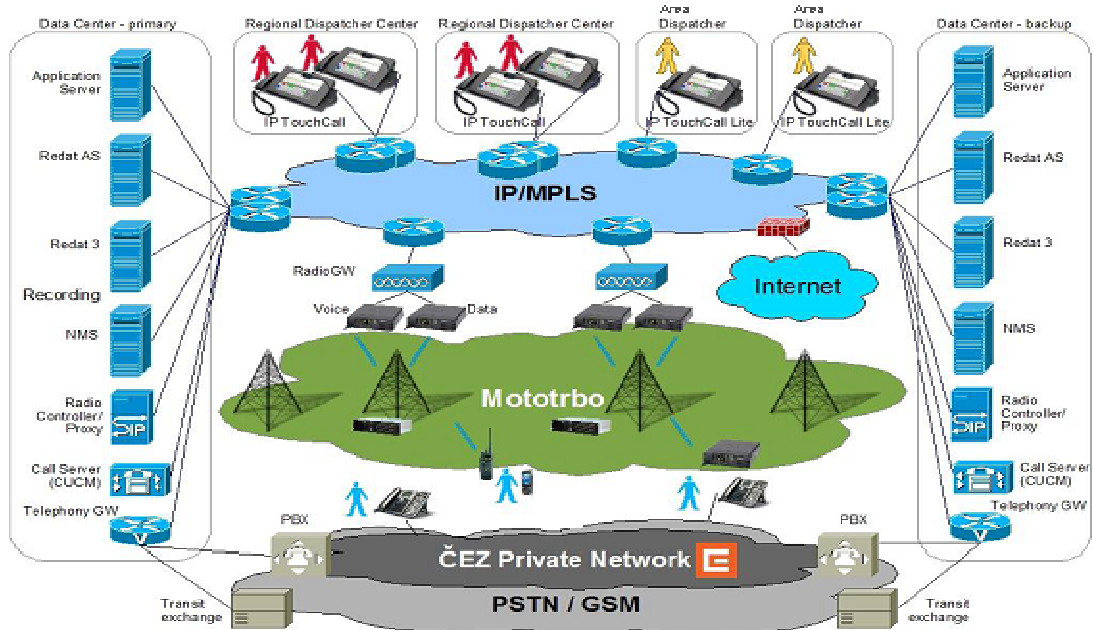 Data Center - primary
Regional Dispatcher Center
Regional Dispatcher Center
Area
Dispatcher
Area
Dispatcher
Data Center - backup
Application
Server
IP TouchCall
IP TouchCall
IP TouchCall Lite
IP TouchCall Lite
Application
Server
Redat AS
Redat AS
IP/MPLS
Redat 3
Redat 3
RadioGW
Internet
Recording
Voice
Data
NMS
NMS
Mototrbo
Radio
Controller/
Proxy
SIP
Radio
Controller/
Proxy
SIP
Call Server
(CUCM)
Call Server
(CUCM)
Telephony GW
Telephony GW
PBX
PBX
ČEZ Private Network
PSTN / GSM
Transit
exchange
Transit
exchange